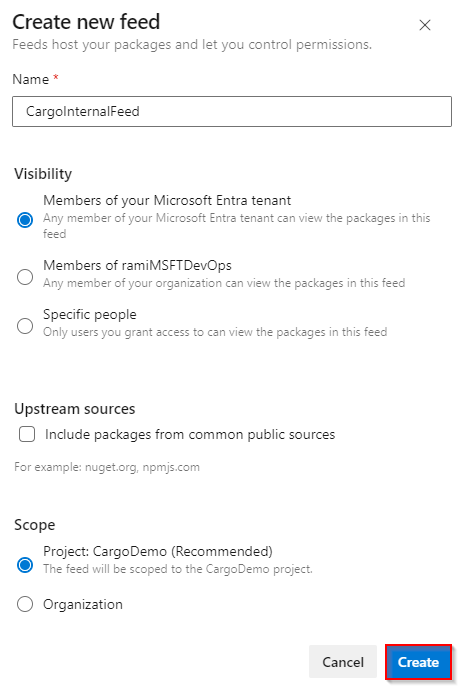 Create new feed
Feeds host your packages and let you control permissions.
Name *
CargoInternalFeed
Visibility
Members of your Microsoft Entra tenant
Any member of your Microsoft Entra tenant can view the packages in this
feed
Members of ramiMSFTDevOps
Any member of your organization can view the packages in this feed
Specific people
Only users you grant access to can view the packages in this feed
Upstream sources
Include packages from common public sources
For example: nuget.org, npmjs.com
Scope
Project: CargoDemo (Recommended)
The feed will be scoped to the CargoDemo project.
Organization
Cancel Create